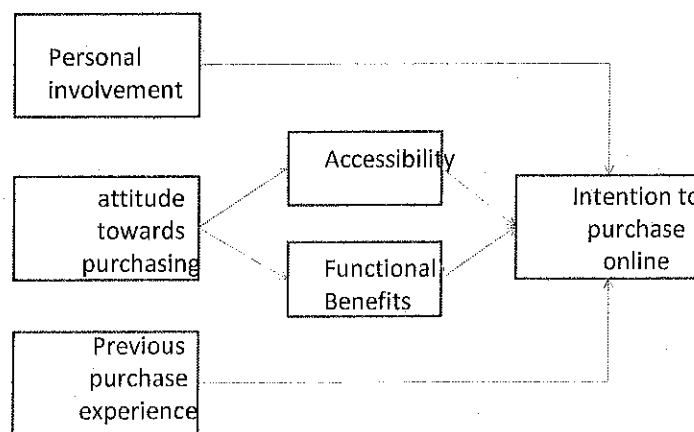 Personal
involvement
Accessibility
attitude
towards
purchasing
Intention to
purchase
online
Functional
Benefits
Previous
purchase
experience